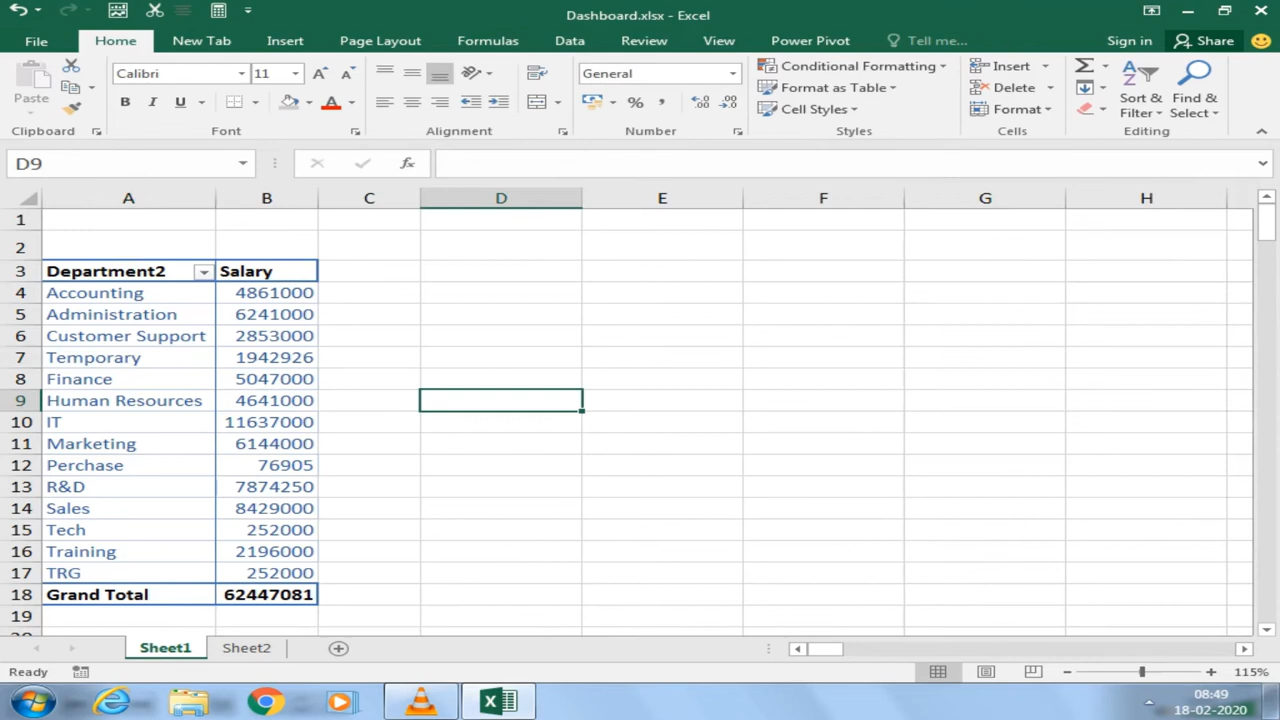 Dashboard.xlsx - Excel
File Home New Tab Insert Page Layout Formulas Data Review View Power Pivot Tell me... Sign in Share
Paste
Calibri 11 A A
B I U A
General
% ,
Conditional Formatting
Format as Table
Cell Styles
Insert
Delete
Format
Sort & Filter
Find & Select
Clipboard Font Alignment Number Styles Cells Editing
D9 fx
A B C D E F G H
1
2
3 Department2 Salary
4 Accounting 4861000
5 Administration 6241000
6 Customer Support 2853000
7 Temporary 1942926
8 Finance 5047000
9 Human Resources 4641000
10 IT 11637000
11 Marketing 6144000
12 Perchase 76905
13 R&D 7874250
14 Sales 8429000
15 Tech 252000
16 Training 2196000
17 TRG 252000
18 Grand Total 62447081
19
Sheet1 Sheet2
Ready 115%
08:49
18-02-2020